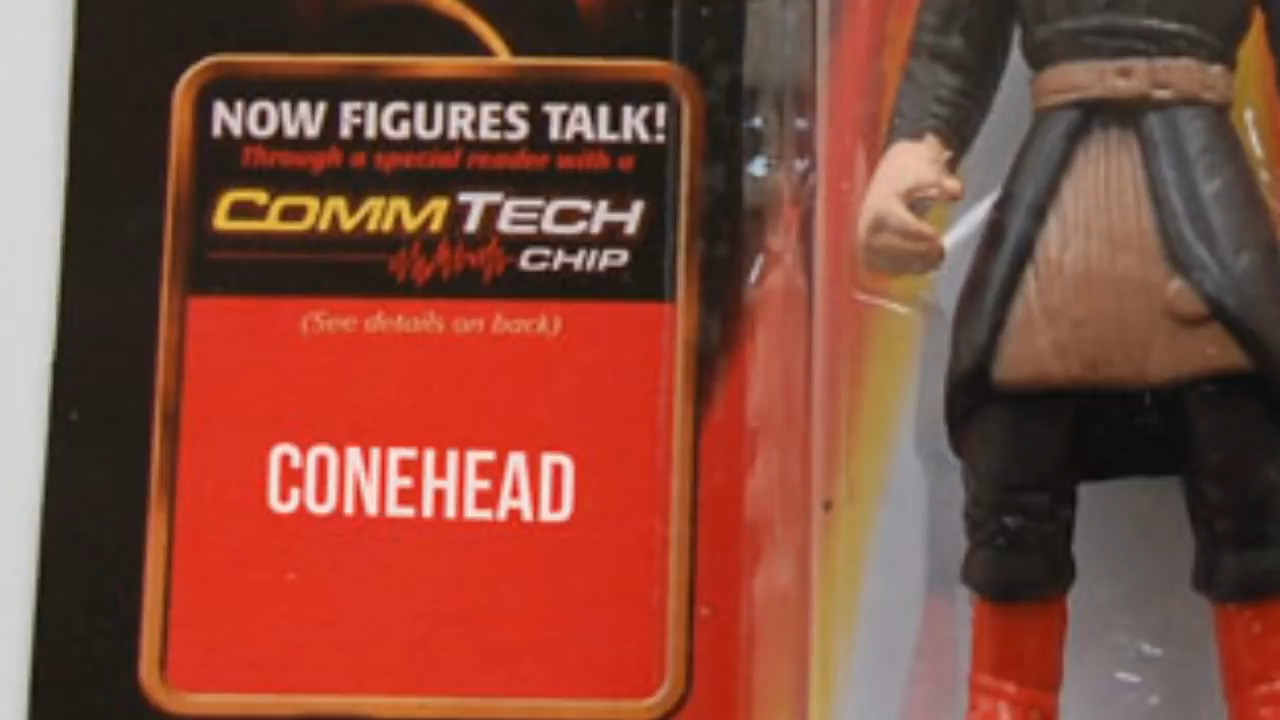 NOW FIGURES TALK!
Through a special reader with a
COMMTECH
CHIP
(See details on back)
CONEHEAD